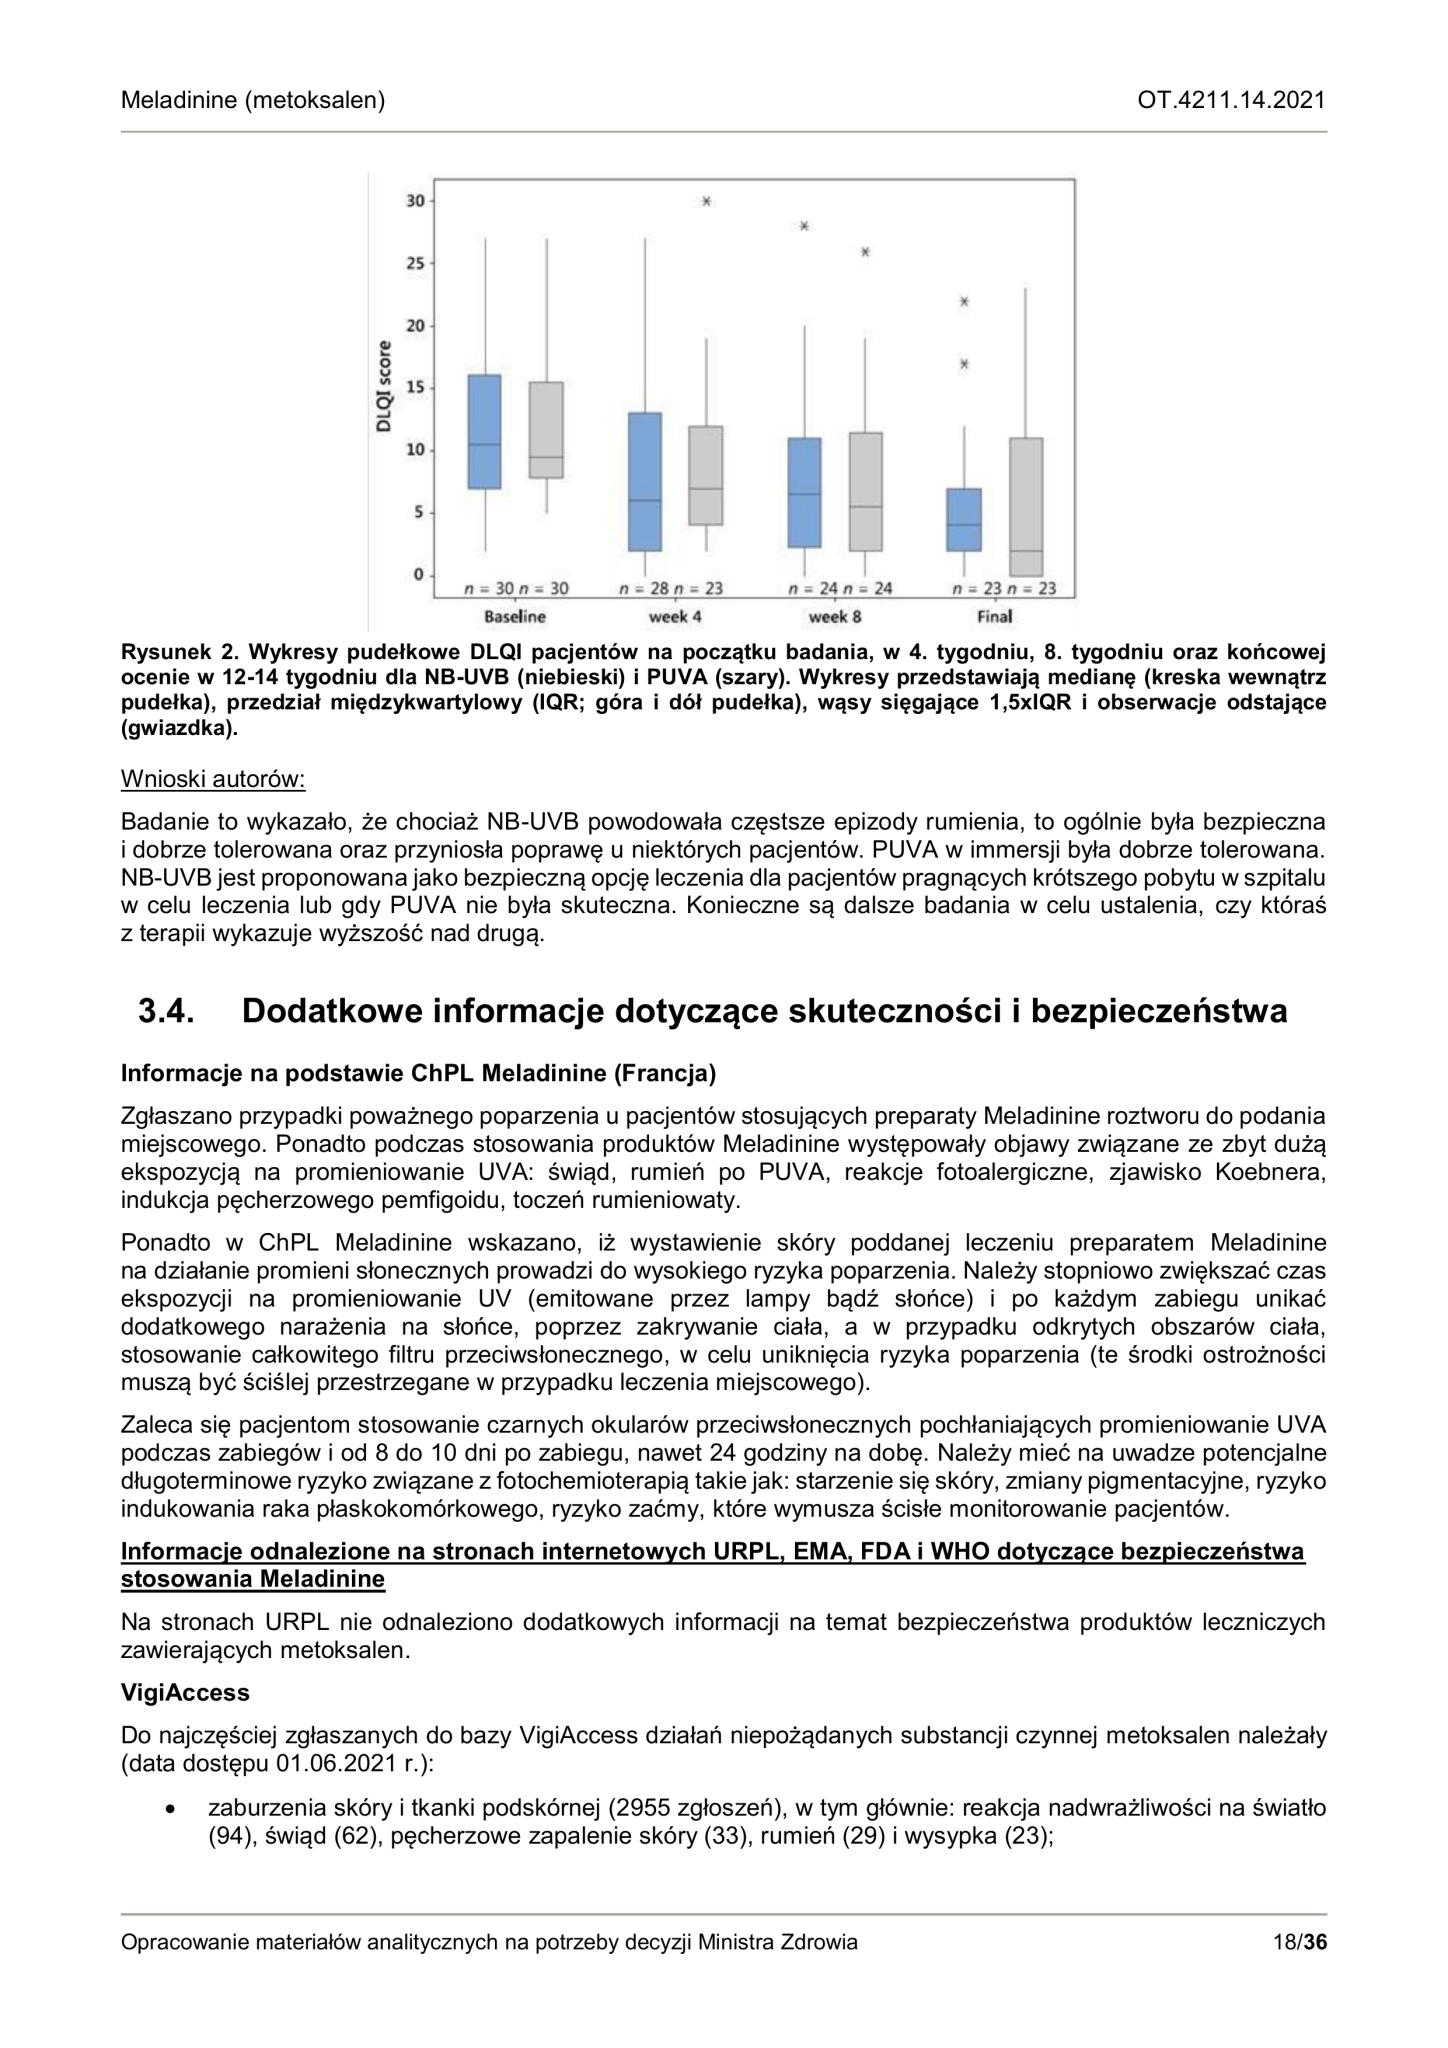 Meladinine (metoksalen) OT.4211.14.2021
30
25
20
15
10
5
0
DLQI score
n = 30 n = 30 n = 28 n = 23 n = 24 n = 24 n = 23 n = 23
Baseline week 4 week 8 Final
Rysunek 2. Wykresy pudełkowe DLQI pacjentów na początku badania, w 4. tygodniu, 8. tygodniu oraz końcowej
ocenie w 12-14 tygodniu dla NB-UVB (niebieski) i PUVA (szary). Wykresy przedstawiają medianę (kreska wewnątrz
pudełka), przedział międzykwartylowy (IQR; góra i dół pudełka), wąsy sięgające 1,5xIQR i obserwacje odstające
(gwiazdka).
Wnioski autorów:
Badanie to wykazało, że chociaż NB-UVB powodowała częstsze epizody rumienia, to ogólnie była bezpieczna
i dobrze tolerowana oraz przyniosła poprawę u niektórych pacjentów. PUVA w immersji była dobrze tolerowana.
NB-UVB jest proponowana jako bezpieczną opcję leczenia dla pacjentów pragnących krótszego pobytu w szpitalu
w celu leczenia lub gdy PUVA nie była skuteczna. Konieczne są dalsze badania w celu ustalenia, czy któraś
z terapii wykazuje wyższość nad drugą.
3.4. Dodatkowe informacje dotyczące skuteczności i bezpieczeństwa
Informacje na podstawie ChPL Meladinine (Francja)
Zgłaszano przypadki poważnego poparzenia u pacjentów stosujących preparaty Meladinine roztworu do podania
miejscowego. Ponadto podczas stosowania produktów Meladinine występowały objawy związane ze zbyt dużą
ekspozycją na promieniowanie UVA: świąd, rumień po PUVA, reakcje fotoalergiczne, zjawisko Koebnera,
indukcja pęcherzowego pemfigoidu, toczeń rumieniowaty.
Ponadto w ChPL Meladinine wskazano, iż wystawienie skóry poddanej leczeniu preparatem Meladinine
na działanie promieni słonecznych prowadzi do wysokiego ryzyka poparzenia. Należy stopniowo zwiększać czas
ekspozycji na promieniowanie UV (emitowane przez lampy bądź słońce) i po każdym zabiegu unikać
dodatkowego narażenia na słońce, poprzez zakrywanie ciała, a w przypadku odkrytych obszarów ciała,
stosowanie całkowitego filtru przeciwsłonecznego, w celu uniknięcia ryzyka poparzenia (te środki ostrożności
muszą być ściślej przestrzegane w przypadku leczenia miejscowego).
Zaleca się pacjentom stosowanie czarnych okularów przeciwsłonecznych pochłaniających promieniowanie UVA
podczas zabiegów i od 8 do 10 dni po zabiegu, nawet 24 godziny na dobę. Należy mieć na uwadze potencjalne
długoterminowe ryzyko związane z fotochemioterapią takie jak: starzenie się skóry, zmiany pigmentacyjne, ryzyko
indukowania raka płaskokomórkowego, ryzyko zaćmy, które wymusza ścisłe monitorowanie pacjentów.
Informacje odnalezione na stronach internetowych URPL, EMA, FDA i WHO dotyczące bezpieczeństwa
stosowania Meladinine
Na stronach URPL nie odnaleziono dodatkowych informacji na temat bezpieczeństwa produktów leczniczych
zawierających metoksalen.
VigiAccess
Do najczęściej zgłaszanych do bazy VigiAccess działań niepożądanych substancji czynnej metoksalen należały
(data dostępu 01.06.2021 r.):
• zaburzenia skóry i tkanki podskórnej (2955 zgłoszeń), w tym głównie: reakcja nadwrażliwości na światło
(94), świąd (62), pęcherzowe zapalenie skóry (33), rumień (29) i wysypka (23);
Opracowanie materiałów analitycznych na potrzeby decyzji Ministra Zdrowia 18/36